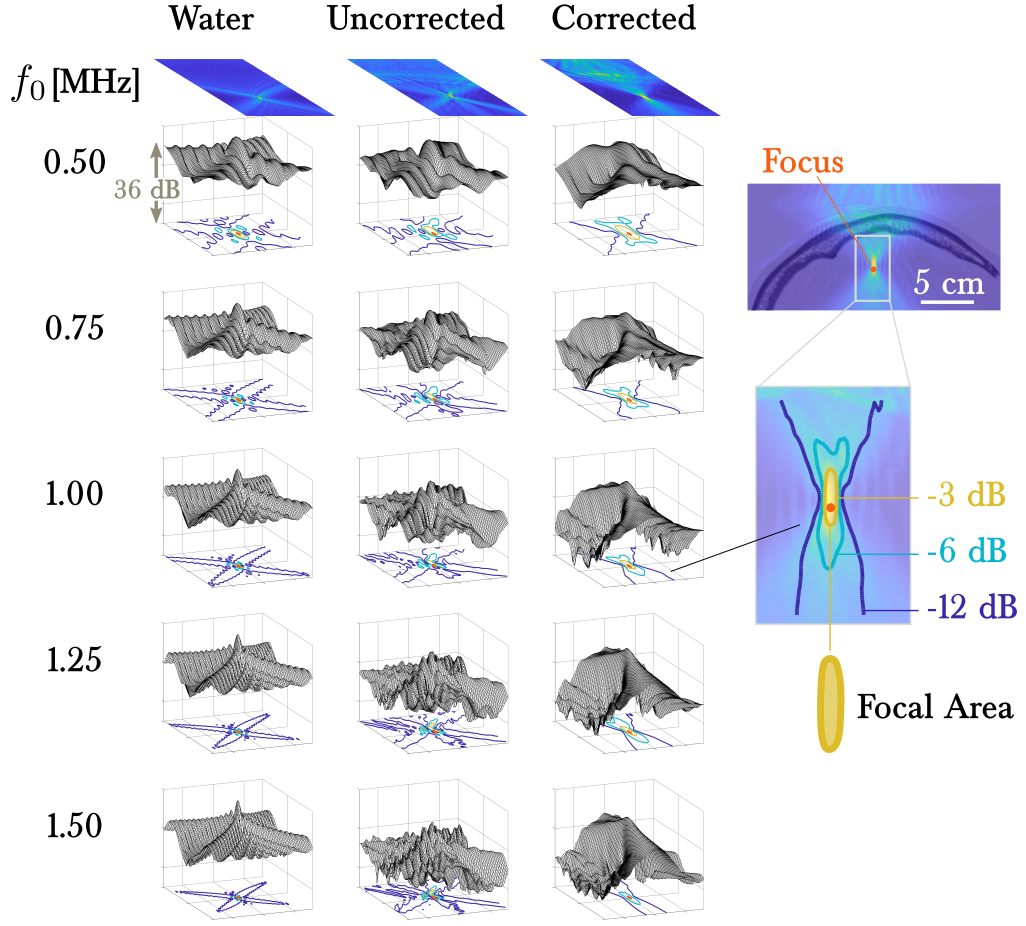 Water Uncorrected Corrected
f₀ [MHz]
0.50
36 dB
Focus
5 cm
0.75
1.00
-3 dB
-6 dB
-12 dB
1.25
Focal Area
1.50